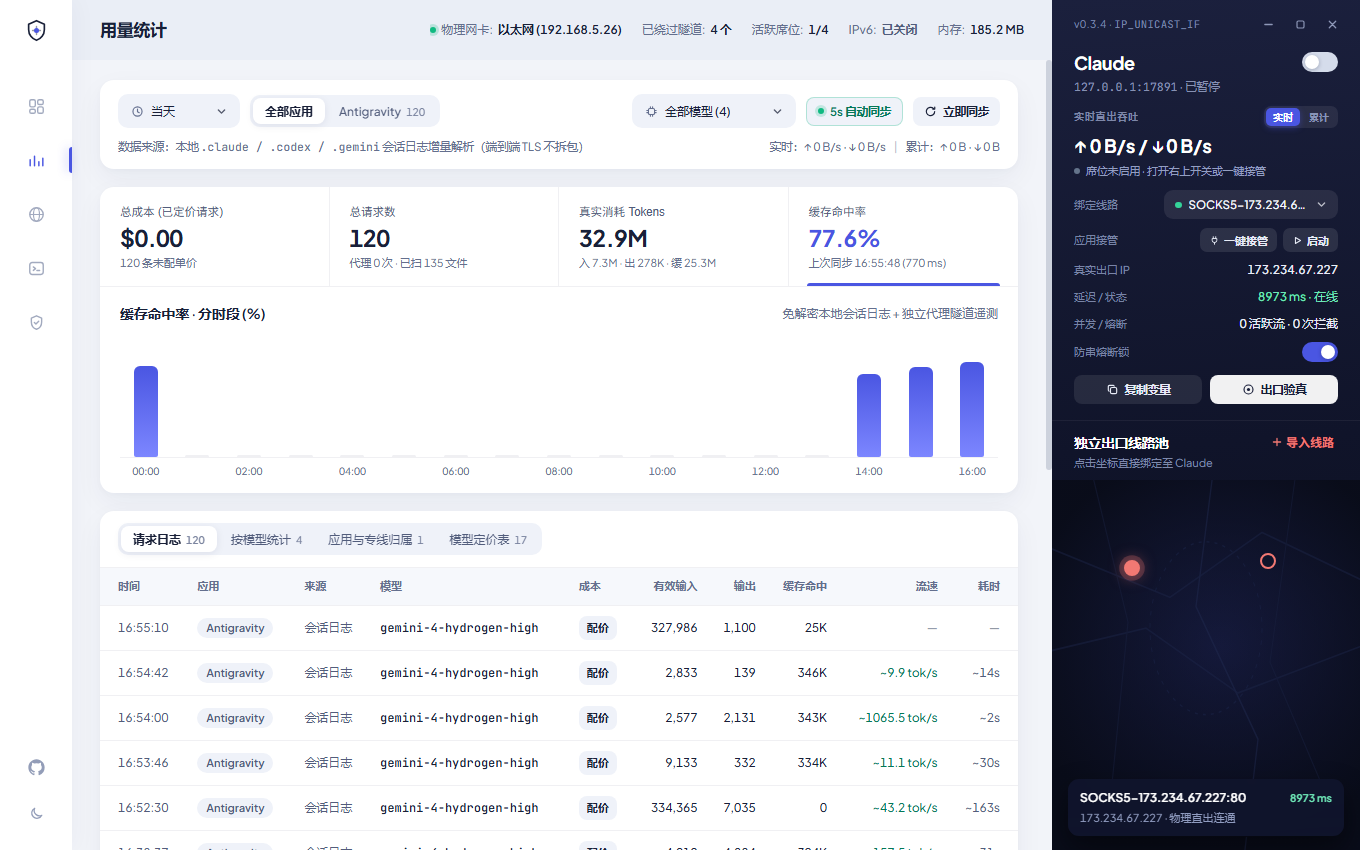 用量统计
物理网卡: 以太网 (192.168.5.26) 已绕过隧道: 4 个 活跃席位: 1/4 IPv6: 已关闭 内存: 185.2 MB
当天 全部应用 Antigravity 120 全部模型 (4) 5s 自动同步 立即同步
数据来源: 本地 .claude / .codex / .gemini 会话日志增量解析 (端到端 TLS 不拆包) 实时: ↑0 B/s · ↓0 B/s | 累计: ↑0 B · ↓0 B
总成本 (已定价请求) 总请求数 真实消耗 Tokens 缓存命中率
$0.00 120 32.9M 77.6%
120 条未配单价 代理 0 次 · 已扫 135 文件 入 7.3M · 出 278K · 缓 25.3M 上次同步 16:55:48 (770 ms)
缓存命中率 · 分时段 (%) 免解密本地会话日志 + 独立代理隧道遥测
00:00 02:00 04:00 06:00 08:00 10:00 12:00 14:00 16:00
请求日志 120 按模型统计 4 应用与专线归属 1 模型定价表 17
时间 应用 来源 模型 成本 有效输入 输出 缓存命中 流速 耗时
16:55:10 Antigravity 会话日志 gemini-4-hydrogen-high 配价 327,986 1,100 25K — —
16:54:42 Antigravity 会话日志 gemini-4-hydrogen-high 配价 2,833 139 346K ~9.9 tok/s ~14s
16:54:00 Antigravity 会话日志 gemini-4-hydrogen-high 配价 2,577 2,131 343K ~1065.5 tok/s ~2s
16:53:46 Antigravity 会话日志 gemini-4-hydrogen-high 配价 9,133 332 334K ~11.1 tok/s ~30s
16:52:30 Antigravity 会话日志 gemini-4-hydrogen-high 配价 334,365 7,035 0 ~43.2 tok/s ~163s
v0.3.4 · IP_UNICAST_IF
Claude
127.0.0.1:17891 · 已暂停
实时直出吞吐 实时 累计
↑0 B/s / ↓0 B/s
席位未启用 · 打开右上开关或一键接管
绑定线路 SOCKS5-173.234.6...
应用接管 一键接管 启动
真实出口 IP 173.234.67.227
延迟 / 状态 8973 ms · 在线
并发 / 熔断 0 活跃流 · 0 次拦截
防串熔断锁
复制变量 出口验真
独立出口线路池 + 导入线路
点击坐标直接绑定至 Claude
SOCKS5-173.234.67.227:80 8973 ms
173.234.67.227 · 物理直出连通